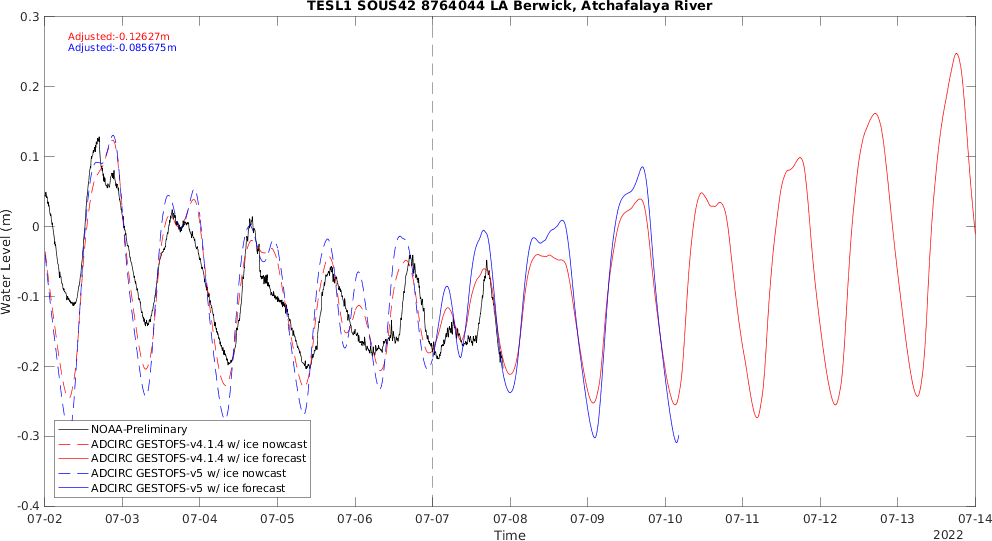 TESL1 SOUS42 8764044 LA Berwick, Atchafalaya River
Adjusted:-0.12627m
Adjusted:-0.085675m
0.3
0.2
0.1
0
-0.1
-0.2
-0.3
-0.4
Water Level (m)
NOAA-Preliminary
ADCIRC GESTOFS-v4.1.4 w/ ice nowcast
ADCIRC GESTOFS-v4.1.4 w/ ice forecast
ADCIRC GESTOFS-v5 w/ ice nowcast
ADCIRC GESTOFS-v5 w/ ice forecast
07-02 07-03 07-04 07-05 07-06 07-07 07-08 07-09 07-10 07-11 07-12 07-13 07-14
Time
2022